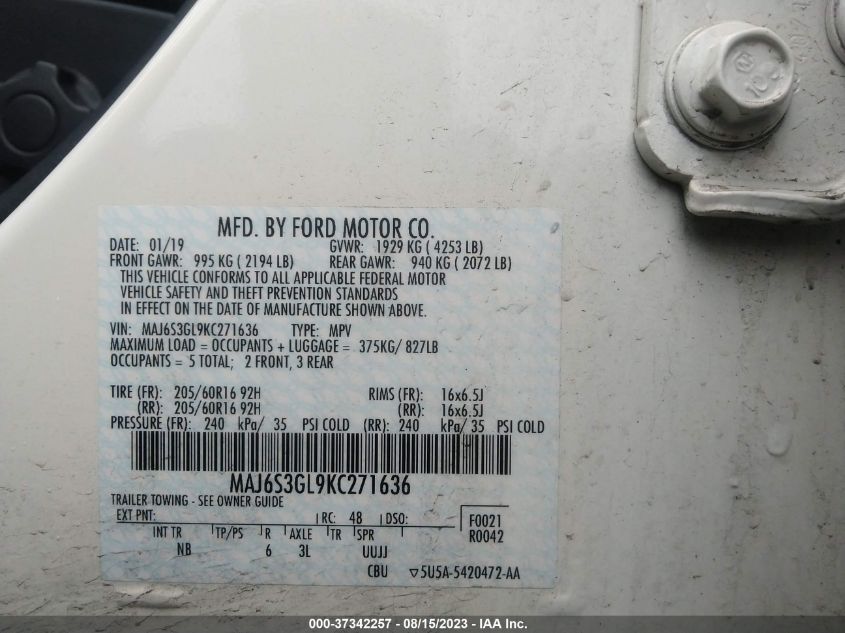 MFD. BY FORD MOTOR CO.
DATE: 01/19 GVWR: 1929 KG ( 4253 LB)
FRONT GAWR: 995 KG ( 2194 LB) REAR GAWR: 940 KG ( 2072 LB)
THIS VEHICLE CONFORMS TO ALL APPLICABLE FEDERAL MOTOR
VEHICLE SAFETY AND THEFT PREVENTION STANDARDS
IN EFFECT ON THE DATE OF MANUFACTURE SHOWN ABOVE.
VIN: MAJ6S3GL9KC271636 TYPE: MPV
MAXIMUM LOAD = OCCUPANTS + LUGGAGE = 375KG/ 827LB
OCCUPANTS = 5 TOTAL; 2 FRONT, 3 REAR
TIRE (FR): 205/60R16 92H RIMS (FR): 16x6.5J
(RR): 205/60R16 92H (RR): 16x6.5J
PRESSURE (FR): 240 kPa/ 35 PSI COLD (RR): 240 kPa/ 35 PSI COLD
MAJ6S3GL9KC271636
TRAILER TOWING - SEE OWNER GUIDE
EXT PNT: RC: 48 DSO: F0021
INT TR TP/PS R AXLE TR SPR R0042
NB 6 3L UUJJ
CBU ▽5U5A-5420472-AA
000-37342257 - 08/15/2023 - IAA Inc.